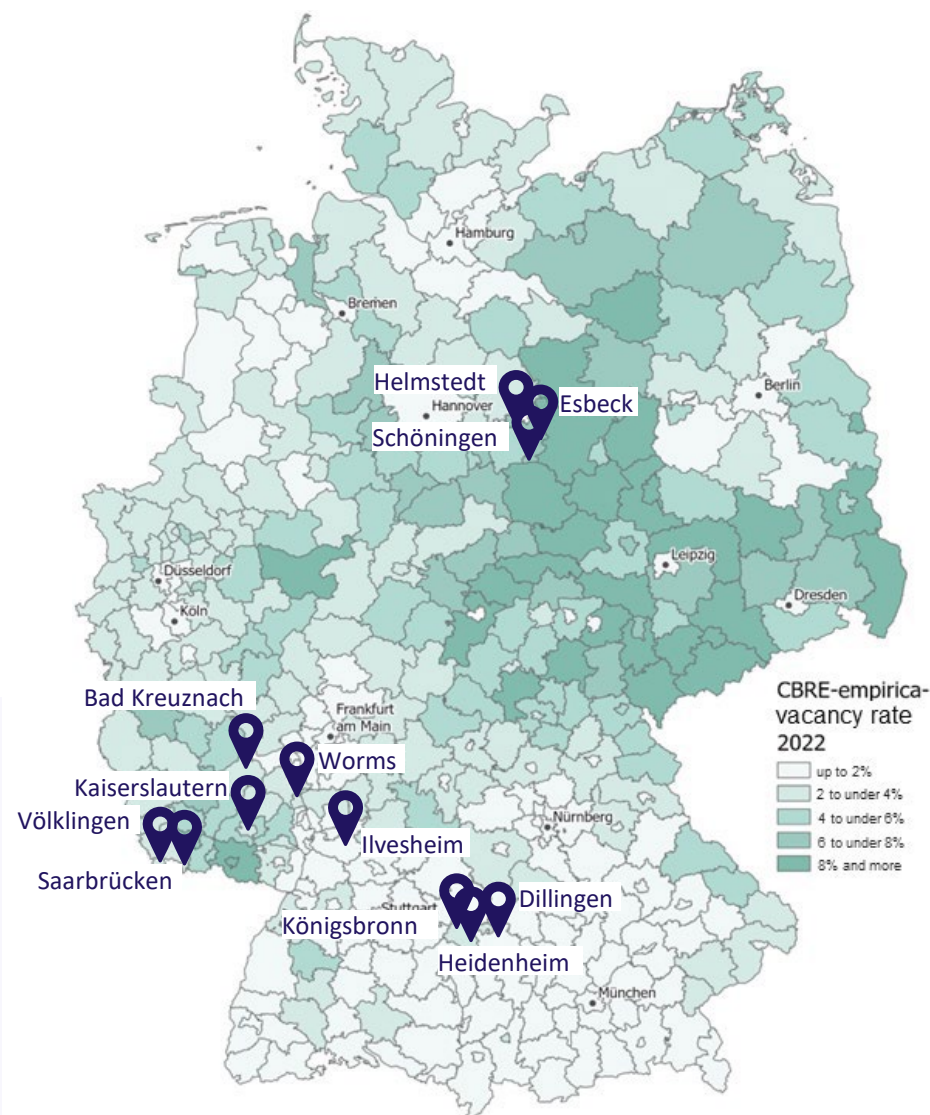 Hamburg
Bremen
Helmstedt
Berlin
Esbeck
Hannover
Schöningen
Leipzig
Düsseldorf
Dresden
Köln
CBRE-empirica-
vacancy rate
2022
up to 2%
2 to under 4%
4 to under 6%
6 to under 8%
8% and more
Bad Kreuznach
Frankfurt
am Main
Worms
Kaiserslautern
Völklingen
Nürnberg
Ilvesheim
Saarbrücken
Stuttgart
Dillingen
Königsbronn
Heidenheim
München